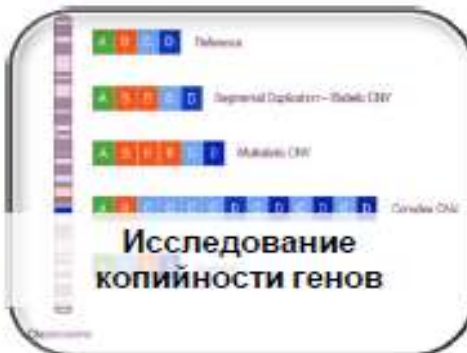 A B C D Reference
A B B C D Segmental Duplication - Biallelic CNV
A B B B C D Multiallelic CNV
A B C C C C D C D C D C D Complex CNV
Исследование
копийности генов